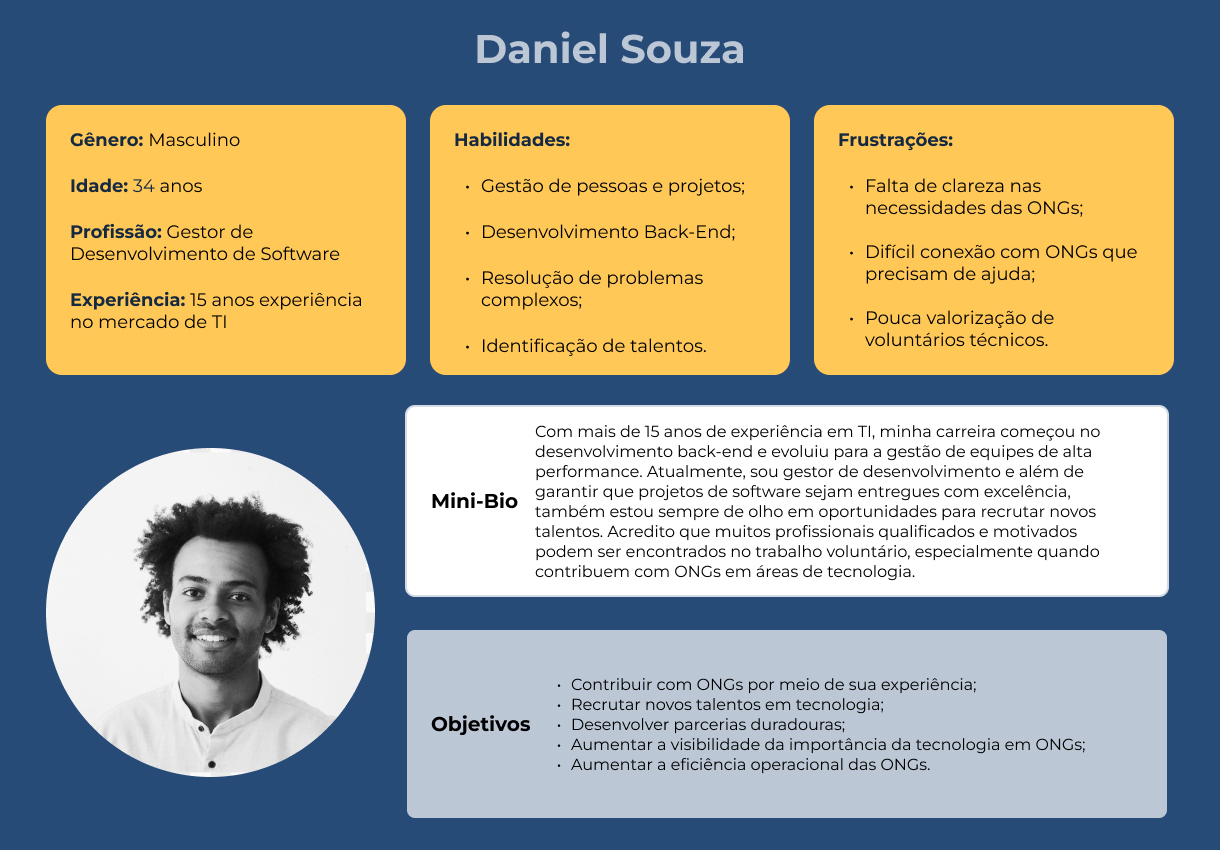 Daniel Souza
Gênero: Masculino
Idade: 34 anos
Profissão: Gestor de
Desenvolvimento de Software
Experiência: 15 anos experiência
no mercado de TI
Habilidades:
• Gestão de pessoas e projetos;
• Desenvolvimento Back-End;
• Resolução de problemas
complexos;
• Identificação de talentos.
Frustrações:
• Falta de clareza nas
necessidades das ONGs;
• Difícil conexão com ONGs que
precisam de ajuda;
• Pouca valorização de
voluntários técnicos.
Mini-Bio
Com mais de 15 anos de experiência em TI, minha carreira começou no
desenvolvimento back-end e evoluiu para a gestão de equipes de alta
performance. Atualmente, sou gestor de desenvolvimento e além de
garantir que projetos de software sejam entregues com excelência,
também estou sempre de olho em oportunidades para recrutar novos
talentos. Acredito que muitos profissionais qualificados e motivados
podem ser encontrados no trabalho voluntário, especialmente quando
contribuem com ONGs em áreas de tecnologia.
Objetivos
• Contribuir com ONGs por meio de sua experiência;
• Recrutar novos talentos em tecnologia;
• Desenvolver parcerias duradouras;
• Aumentar a visibilidade da importância da tecnologia em ONGs;
• Aumentar a eficiência operacional das ONGs.